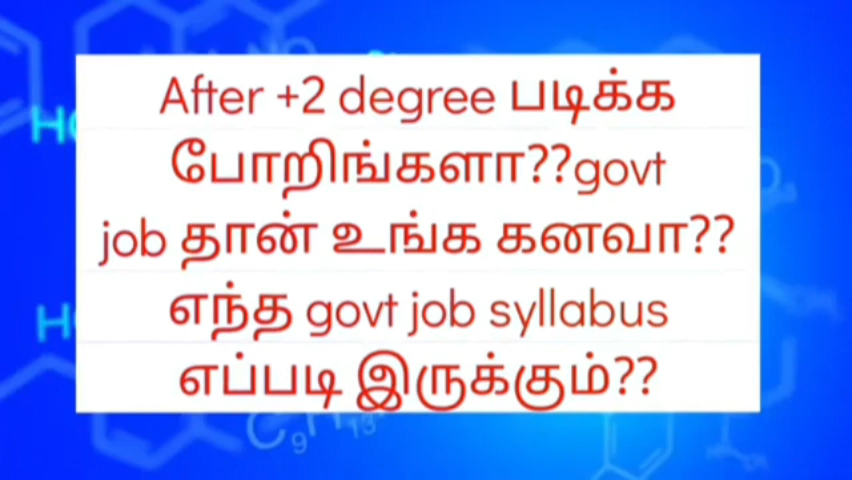 After +2 degree படிக்க
போறிங்களா??govt
job தான் உங்க கனவா??
எந்த govt job syllabus
எப்படி இருக்கும்??